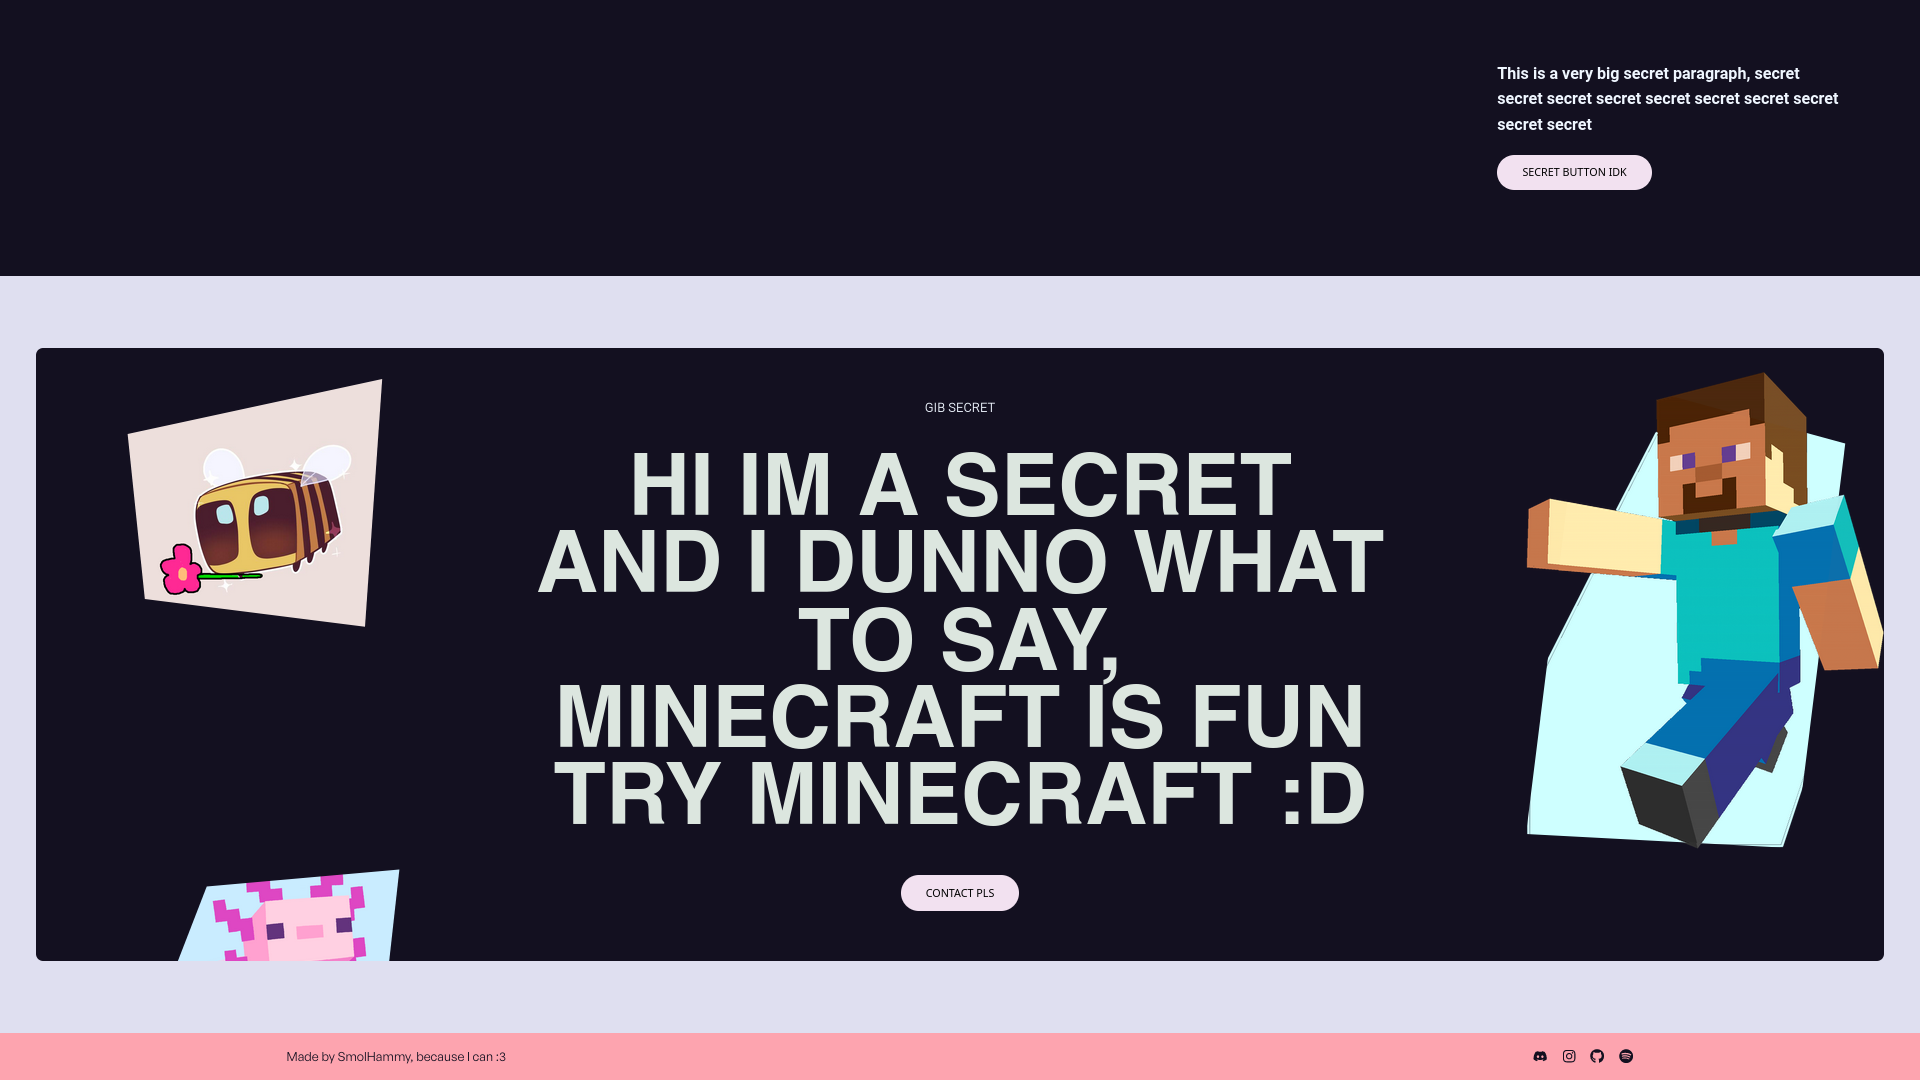 This is a very big secret paragraph, secret
secret secret secret secret secret secret secret
secret secret
SECRET BUTTON IDK
GIB SECRET
HI IM A SECRET
AND I DUNNO WHAT
TO SAY,
MINECRAFT IS FUN
TRY MINECRAFT :D
CONTACT PLS
Made by SmolHammy, because I can :3